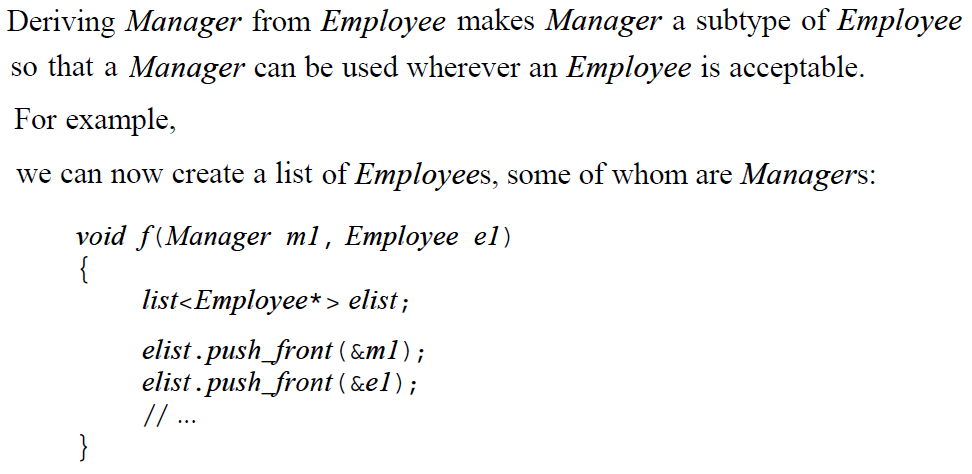 Deriving Manager from Employee makes Manager a subtype of Employee
so that a Manager can be used wherever an Employee is acceptable.
For example,
we can now create a list of Employees, some of whom are Managers:
void f(Manager m1, Employee e1)
{
list<Employee*> elist;
elist.push_front(&m1);
elist.push_front(&e1);
// ...
}